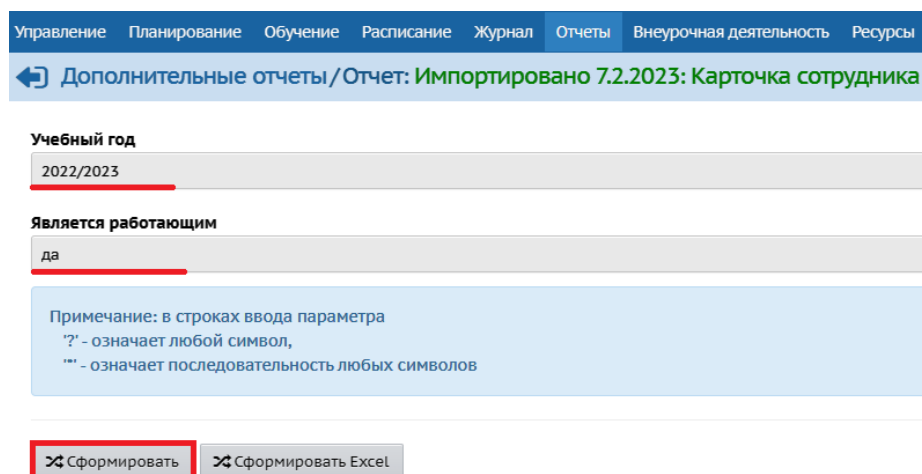 Управление Планирование Обучение Расписание Журнал Отчеты Внеурочная деятельность Ресурсы
Дополнительные отчеты/Отчет: Импортировано 7.2.2023: Карточка сотрудника
Учебный год
2022/2023
Является работающим
да
Примечание: в строках ввода параметра
'?' - означает любой символ,
'*' - означает последовательность любых символов
Сформировать Сформировать Excel